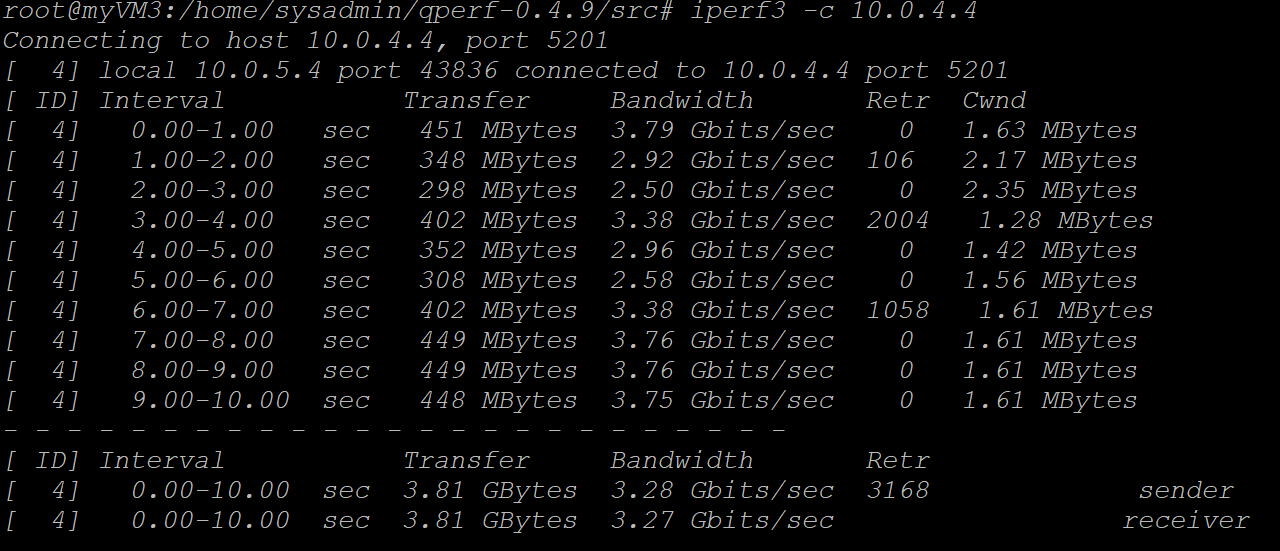 root@myVM3:/home/sysadmin/qperf-0.4.9/src# iperf3 -c 10.0.4.4
Connecting to host 10.0.4.4, port 5201
[  4] local 10.0.5.4 port 43836 connected to 10.0.4.4 port 5201
[ ID] Interval           Transfer     Bandwidth       Retr  Cwnd
[  4]   0.00-1.00   sec   451 MBytes  3.79 Gbits/sec    0   1.63 MBytes
[  4]   1.00-2.00   sec   348 MBytes  2.92 Gbits/sec  106   2.17 MBytes
[  4]   2.00-3.00   sec   298 MBytes  2.50 Gbits/sec    0   2.35 MBytes
[  4]   3.00-4.00   sec   402 MBytes  3.38 Gbits/sec  2004   1.28 MBytes
[  4]   4.00-5.00   sec   352 MBytes  2.96 Gbits/sec    0   1.42 MBytes
[  4]   5.00-6.00   sec   308 MBytes  2.58 Gbits/sec    0   1.56 MBytes
[  4]   6.00-7.00   sec   402 MBytes  3.38 Gbits/sec  1058   1.61 MBytes
[  4]   7.00-8.00   sec   449 MBytes  3.76 Gbits/sec    0   1.61 MBytes
[  4]   8.00-9.00   sec   449 MBytes  3.76 Gbits/sec    0   1.61 MBytes
[  4]   9.00-10.00  sec   448 MBytes  3.75 Gbits/sec    0   1.61 MBytes
- - - - - - - - - - - - - - - - - - - - - - - - -
[ ID] Interval           Transfer     Bandwidth       Retr
[  4]   0.00-10.00  sec  3.81 GBytes  3.28 Gbits/sec  3168             sender
[  4]   0.00-10.00  sec  3.81 GBytes  3.27 Gbits/sec                  receiver